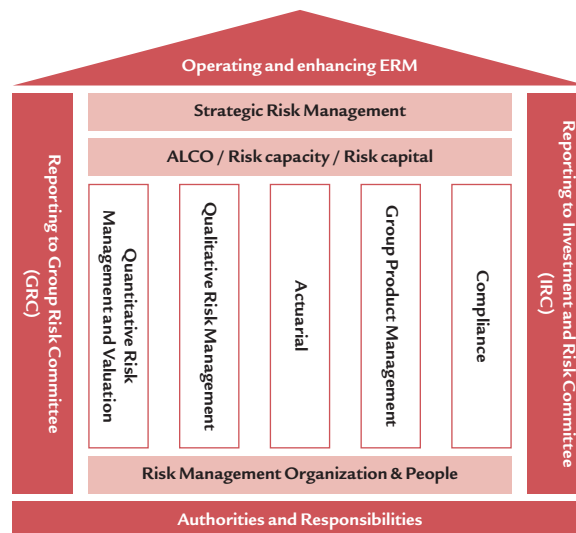 Operating and enhancing ERM
Strategic Risk Management
ALCO / Risk capacity / Risk capital
Reporting to Group Risk Committee
(GRC)
Quantitative Risk
Management and Valuation
Qualitative Risk Management
Actuarial
Group Product Management
Compliance
Reporting to Investment and Risk Committee
(IRC)
Risk Management Organization & People
Authorities and Responsibilities